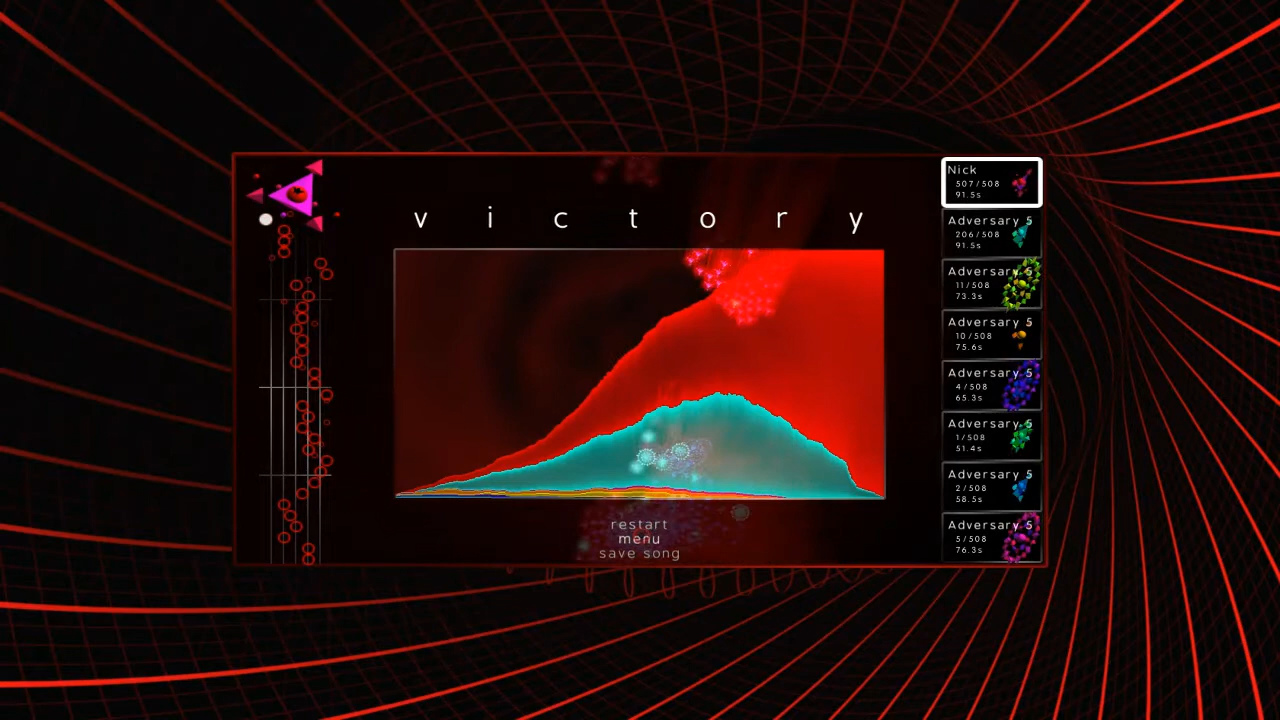 victory
restart
menu
save song
Nick
507/508
91.5s
Adversary 5
206/508
91.5s
Adversary 5
11/508
73.3s
Adversary 5
10/508
75.6s
Adversary 5
4/508
65.3s
Adversary 5
1/508
51.4s
Adversary 5
2/508
58.5s
Adversary 5
5/508
76.3s